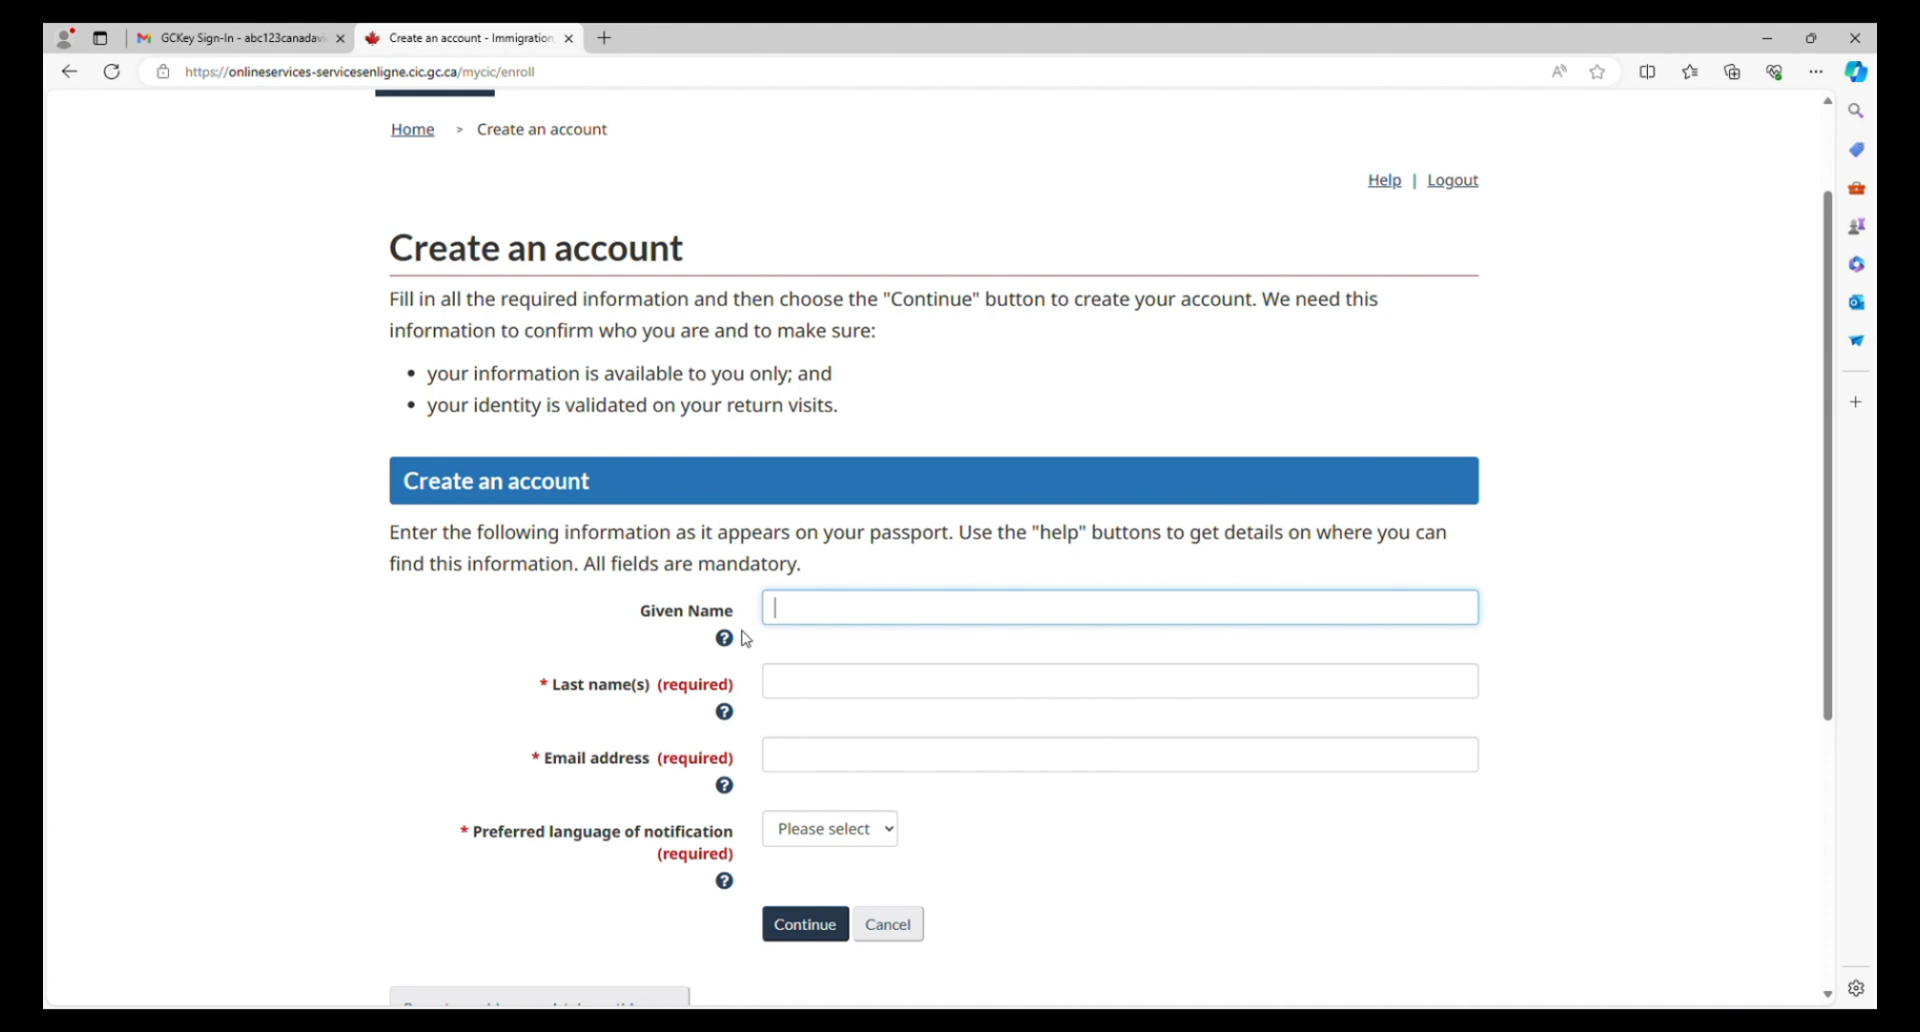 GCKey Sign-In - abc123canadavi
Create an account - Immigration,
https://onlineservices-servicesenligne.cic.gc.ca/mycic/enroll
Home > Create an account
Help | Logout
Create an account
Fill in all the required information and then choose the "Continue" button to create your account. We need this
information to confirm who you are and to make sure:
• your information is available to you only; and
• your identity is validated on your return visits.
Create an account
Enter the following information as it appears on your passport. Use the "help" buttons to get details on where you can
find this information. All fields are mandatory.
Given Name
?
* Last name(s) (required)
?
* Email address (required)
?
* Preferred language of notification
(required)
Please select
?
Continue Cancel